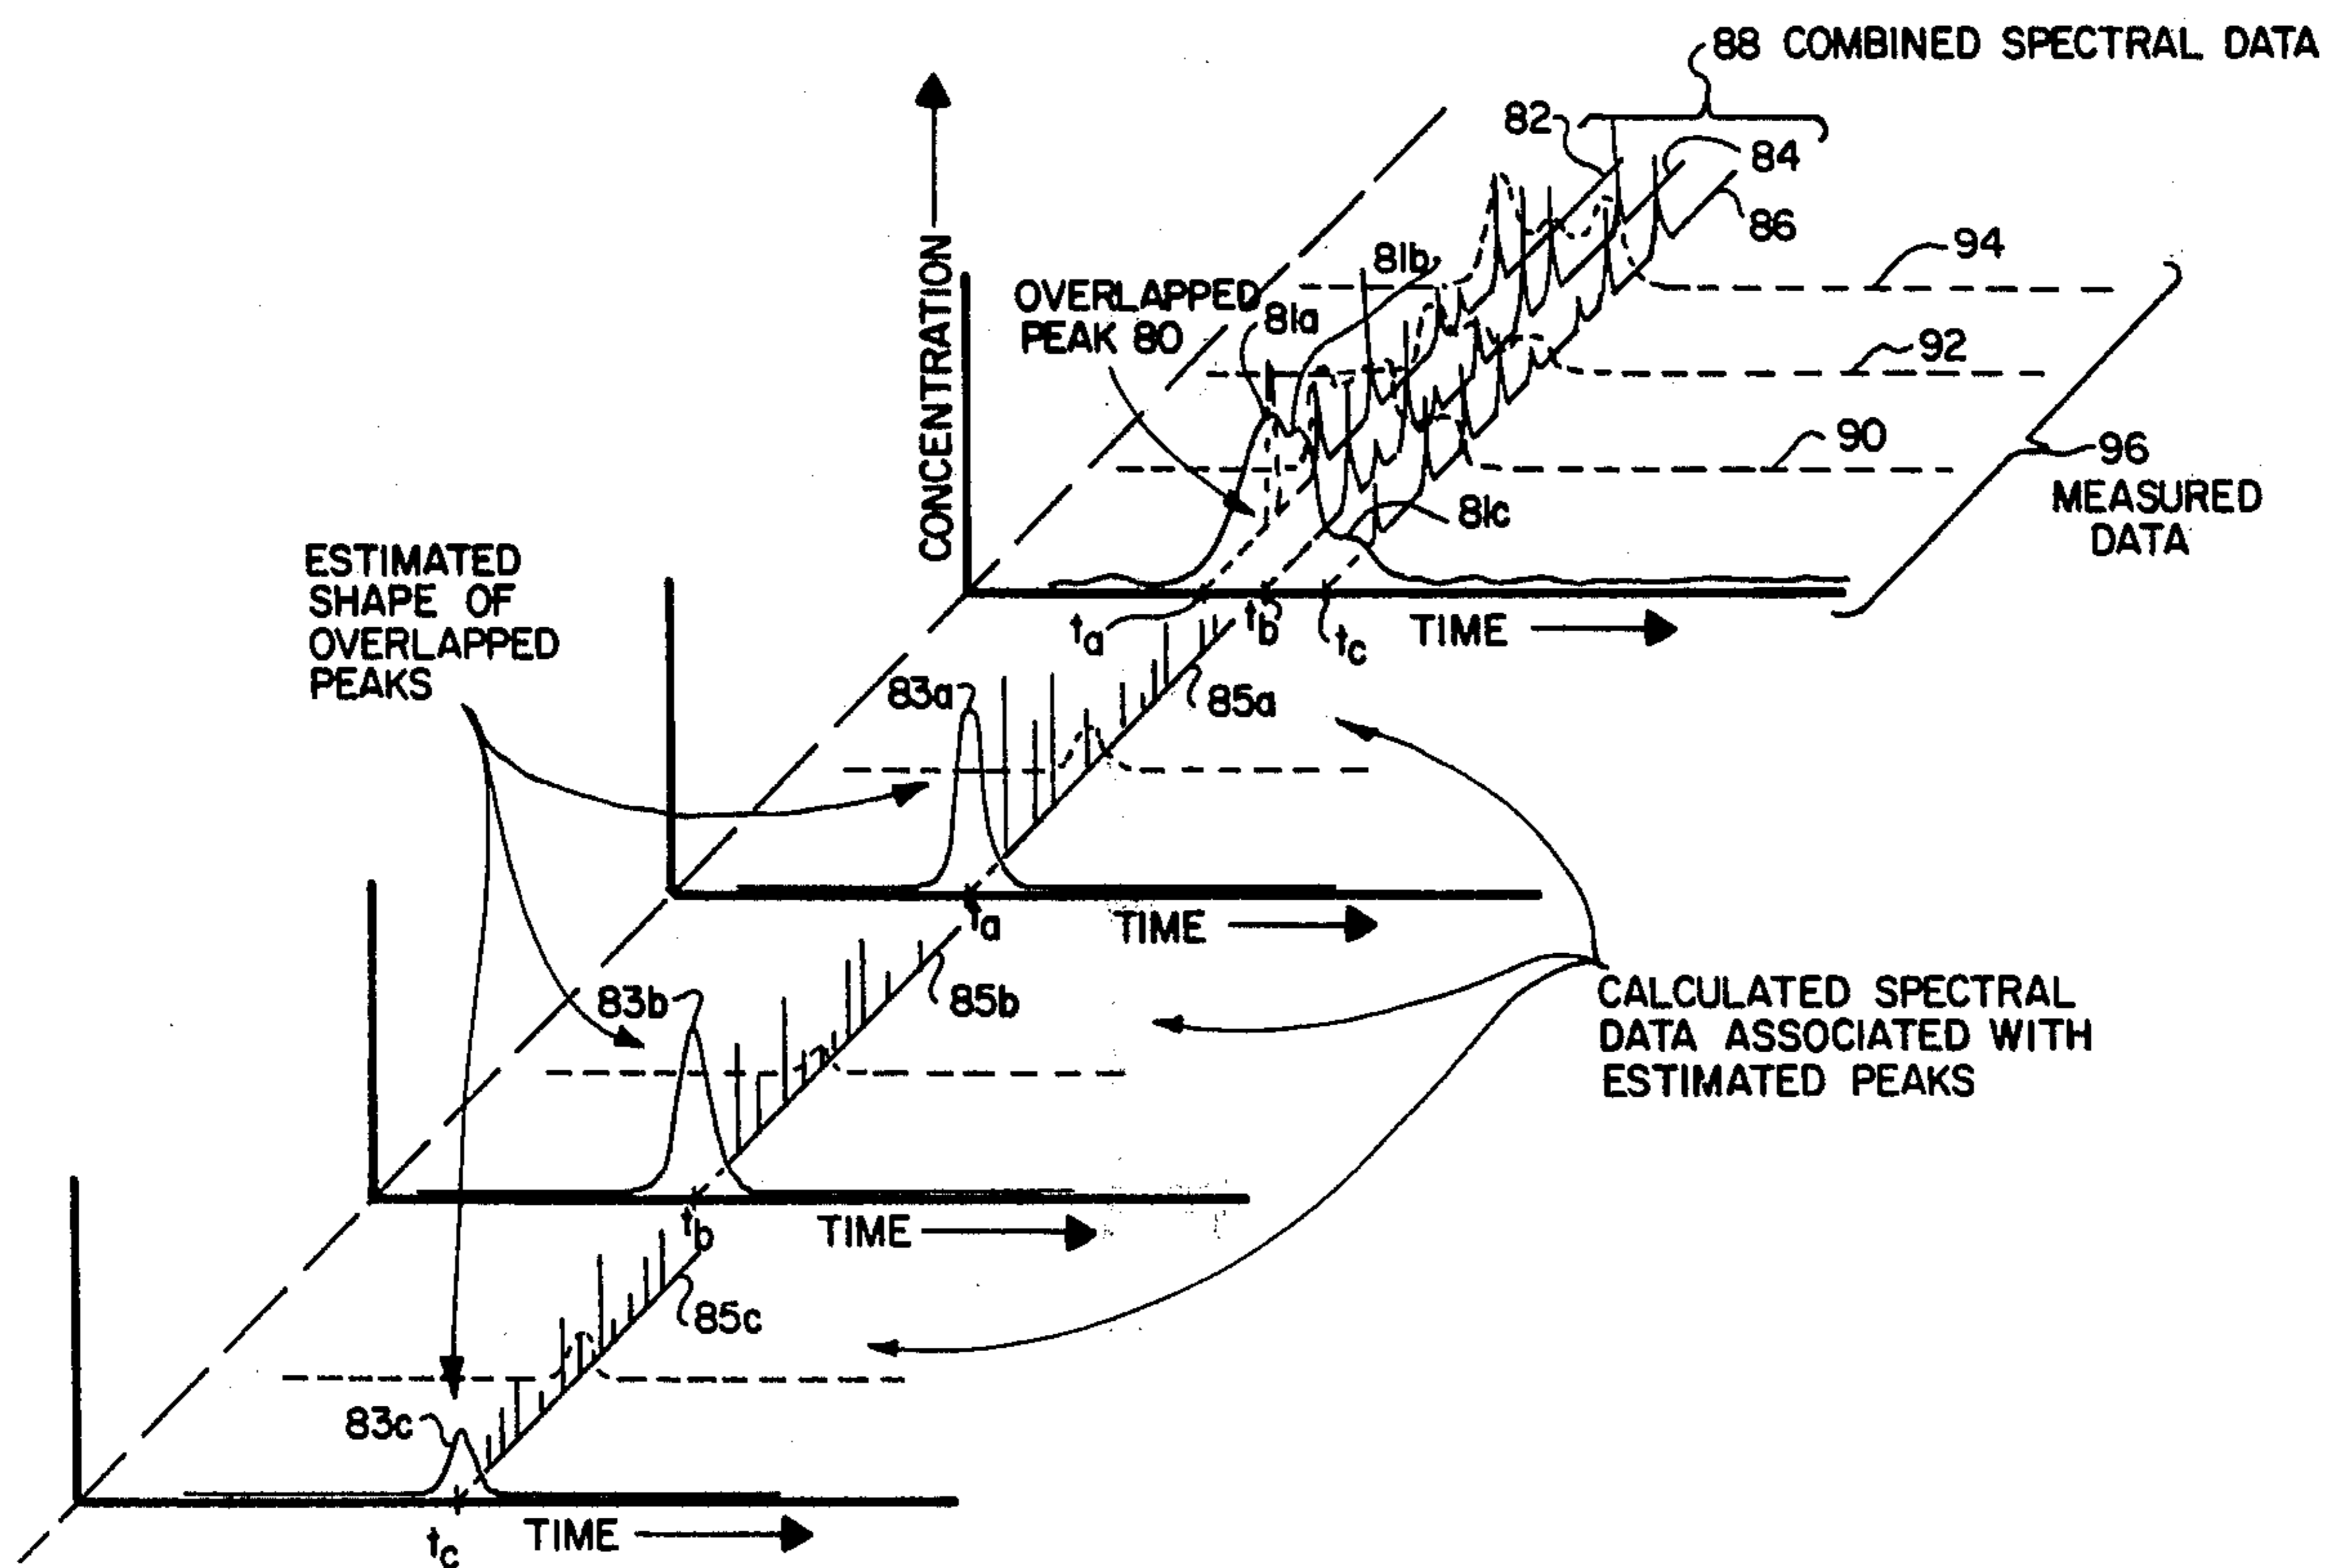 88 COMBINED SPECTRAL DATA
82
84
86
94
81b
OVERLAPPED
PEAK 80
81a
92
90
96
MEASURED
DATA
81c
CONCENTRATION
ta
tb
tc
TIME
ESTIMATED
SHAPE OF
OVERLAPPED
PEAKS
83a
85a
ta
TIME
83b
85b
CALCULATED SPECTRAL
DATA ASSOCIATED WITH
ESTIMATED PEAKS
tb
TIME
85c
83c
tc
TIME